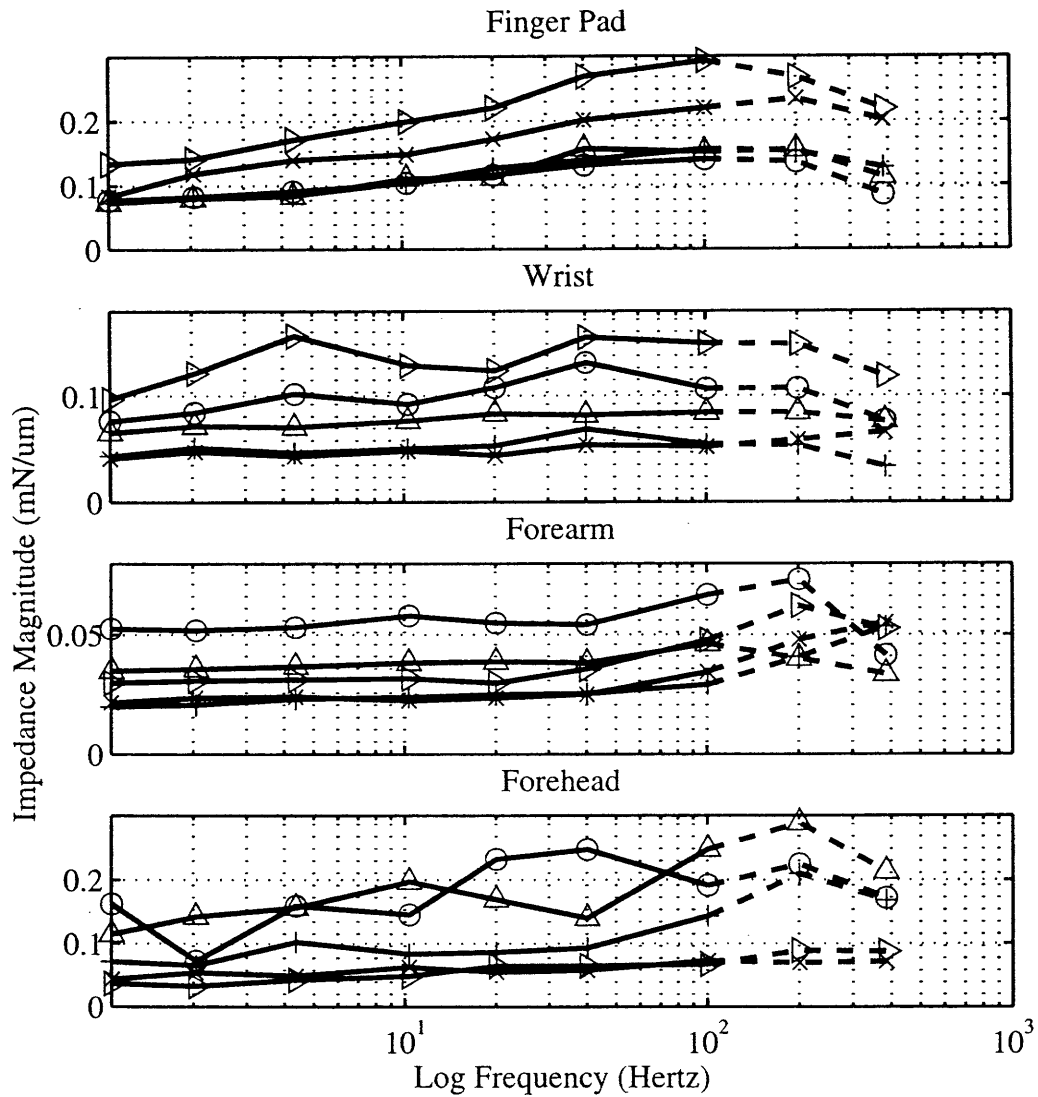 Finger Pad
0.2
0.1
0
Wrist
0.1
0
Forearm
0.05
0
Forehead
0.2
0.1
0
10^1
10^2
10^3
Log Frequency (Hertz)
Impedance Magnitude (mN/um)